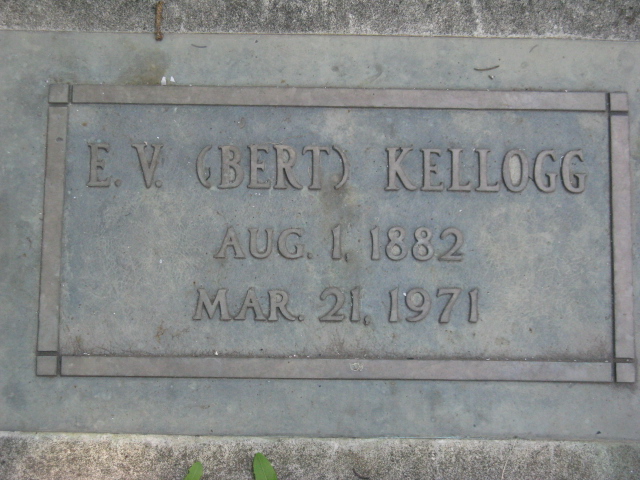 E. V. (BERT) KELLOGG
AUG. 1, 1882
MAR. 21, 1971